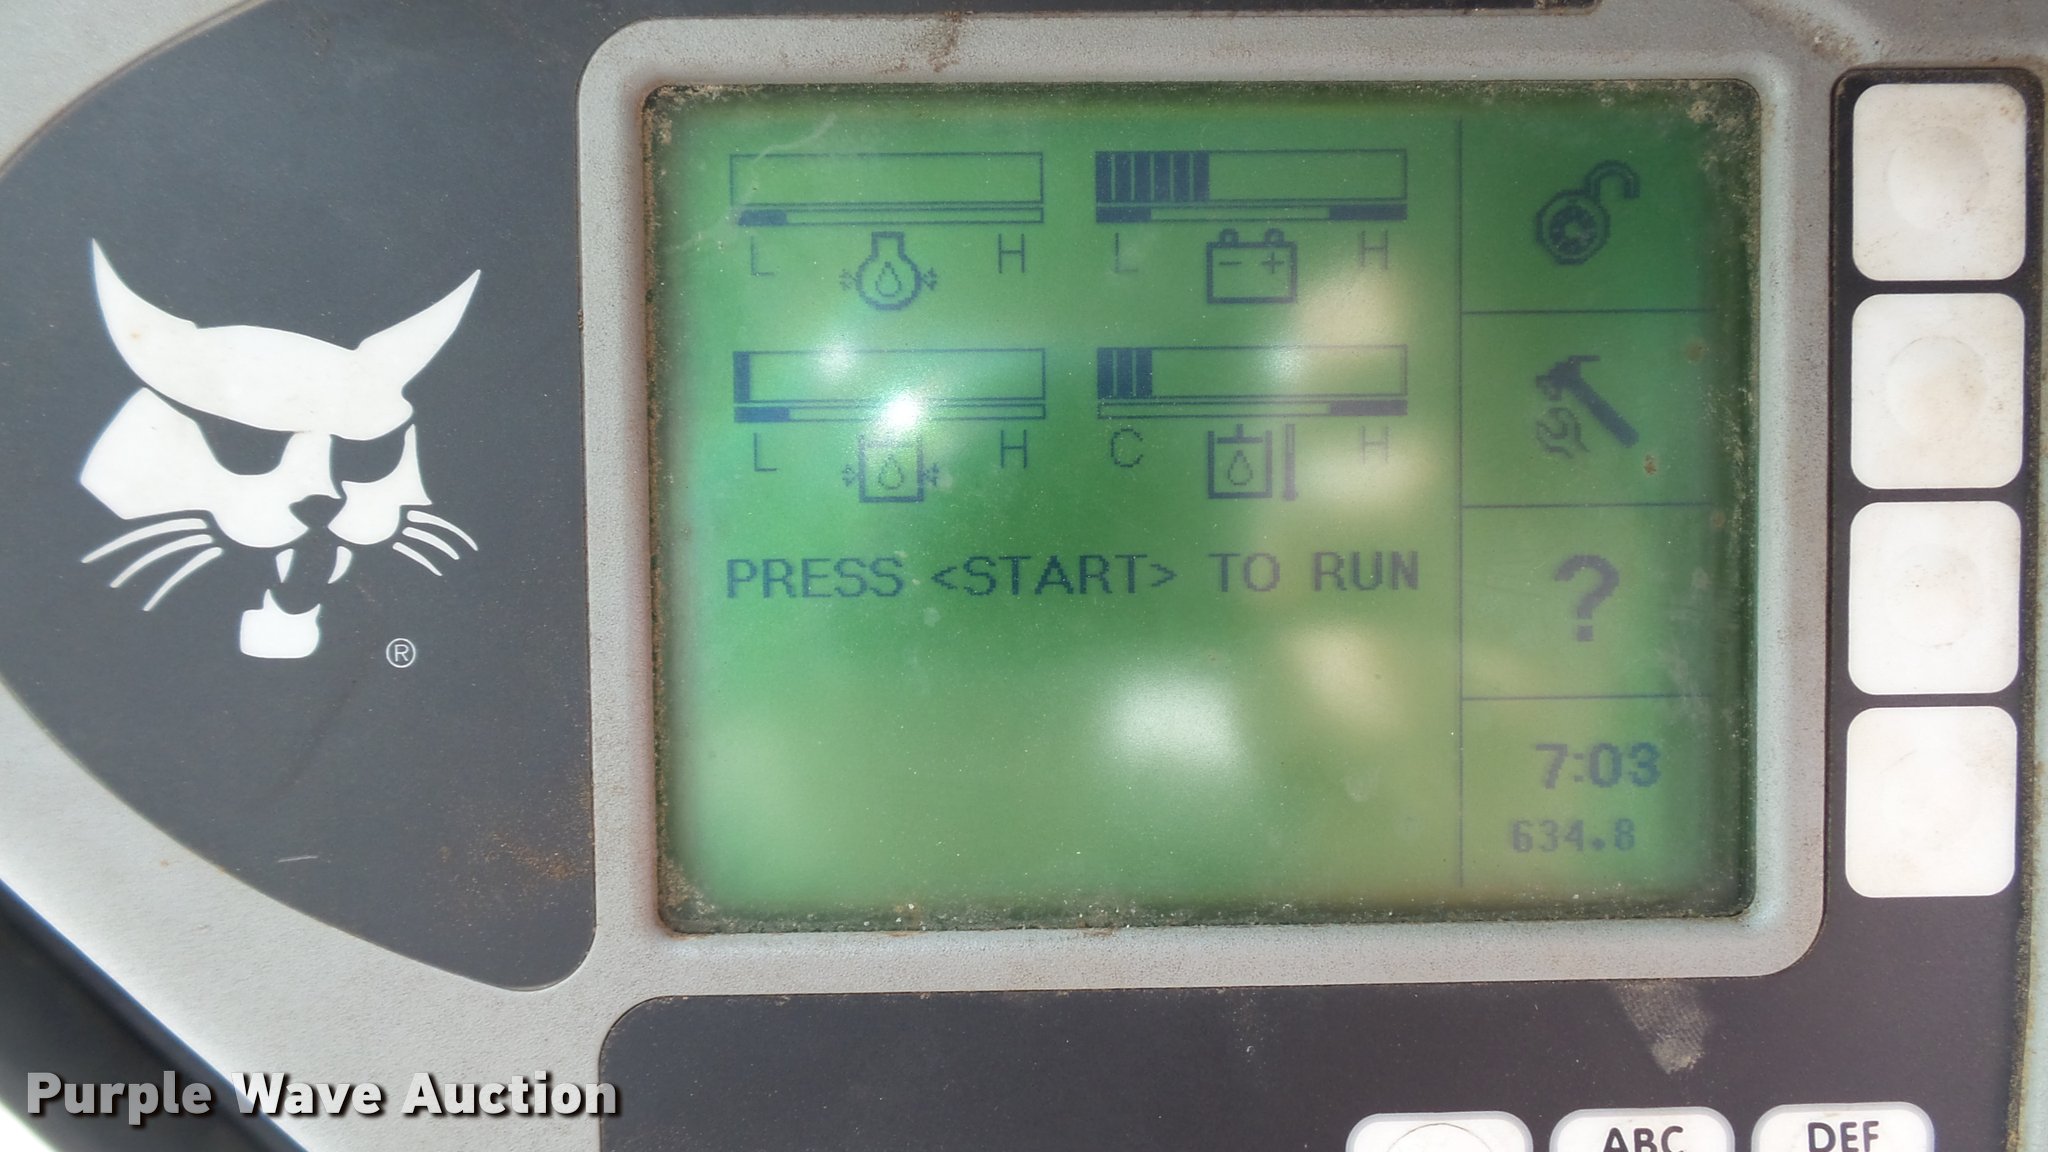 L H L H
L H C H
PRESS <START> TO RUN
7:03
634.8
®
Purple Wave Auction
ABC DEF